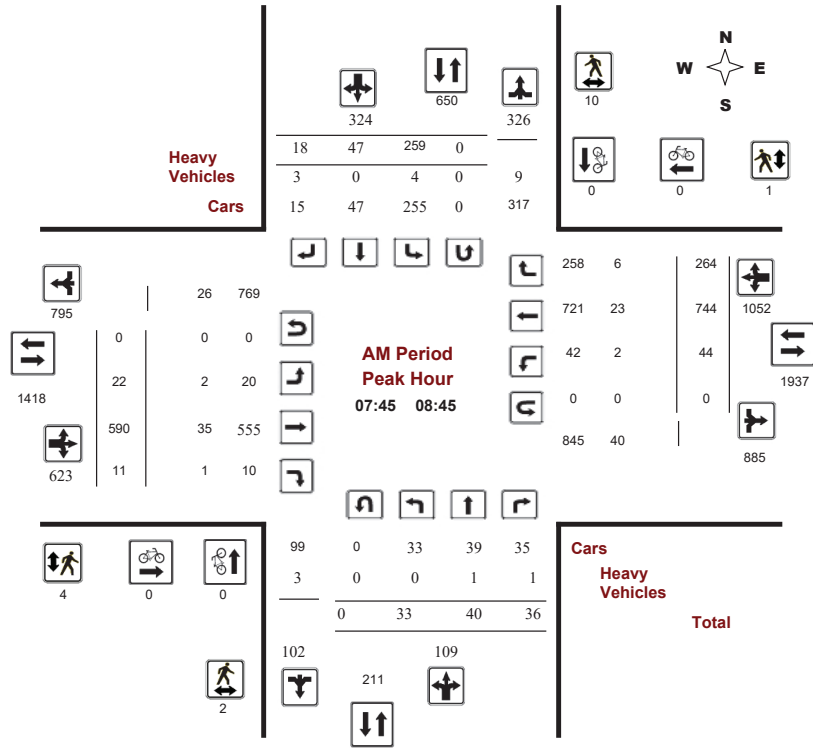 N
W E
S
650
10
324 326
18 47 259 0
Heavy
Vehicles
3 0 4 0 9
Cars
15 47 255 0 317
0 0 1
258 6 264
26 769
795
721 23 744
1052
0 0 0
AM Period
Peak Hour
42 2 44
1937
22 2 20
1418
07:45 08:45
0 0 0
590 35 555
845 40
885
623
11 1 10
99 0 33 39 35
Cars
3 0 0 1 1
Heavy
Vehicles
4 0 0
0 33 40 36
Total
102 109
211
2